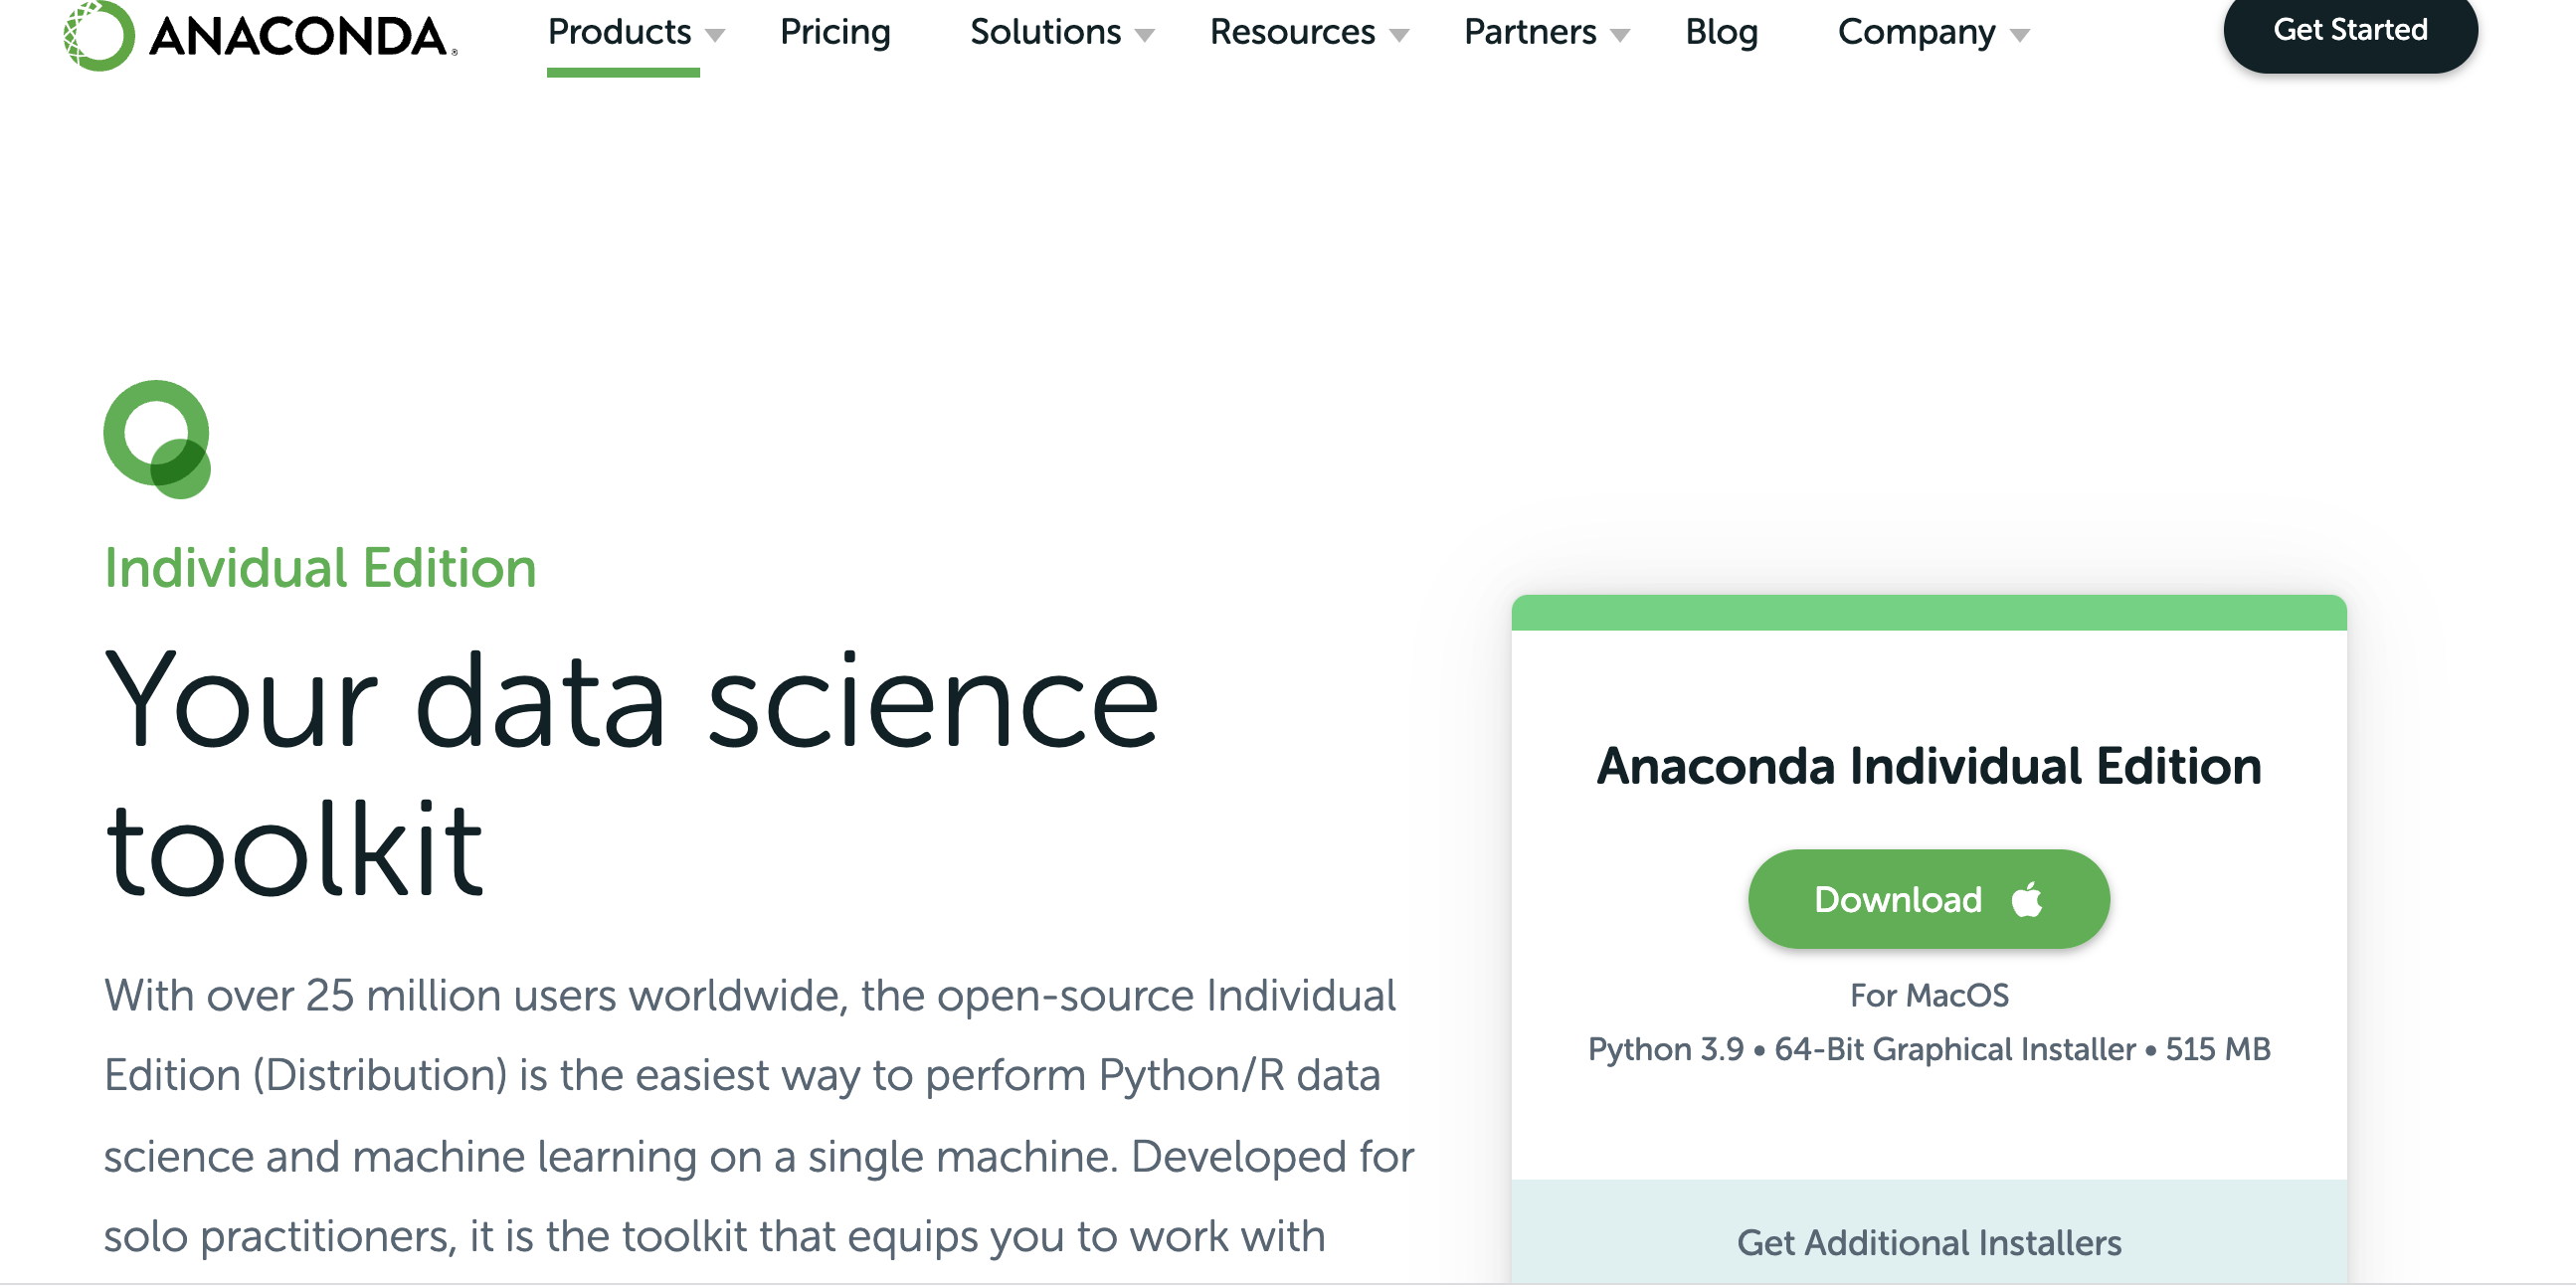 ANACONDA
Products Pricing Solutions Resources Partners Blog Company Get Started
Individual Edition
Your data science
toolkit
With over 25 million users worldwide, the open-source Individual
Edition (Distribution) is the easiest way to perform Python/R data
science and machine learning on a single machine. Developed for
solo practitioners, it is the toolkit that equips you to work with
Anaconda Individual Edition
Download
For MacOS
Python 3.9 • 64-Bit Graphical Installer • 515 MB
Get Additional Installers